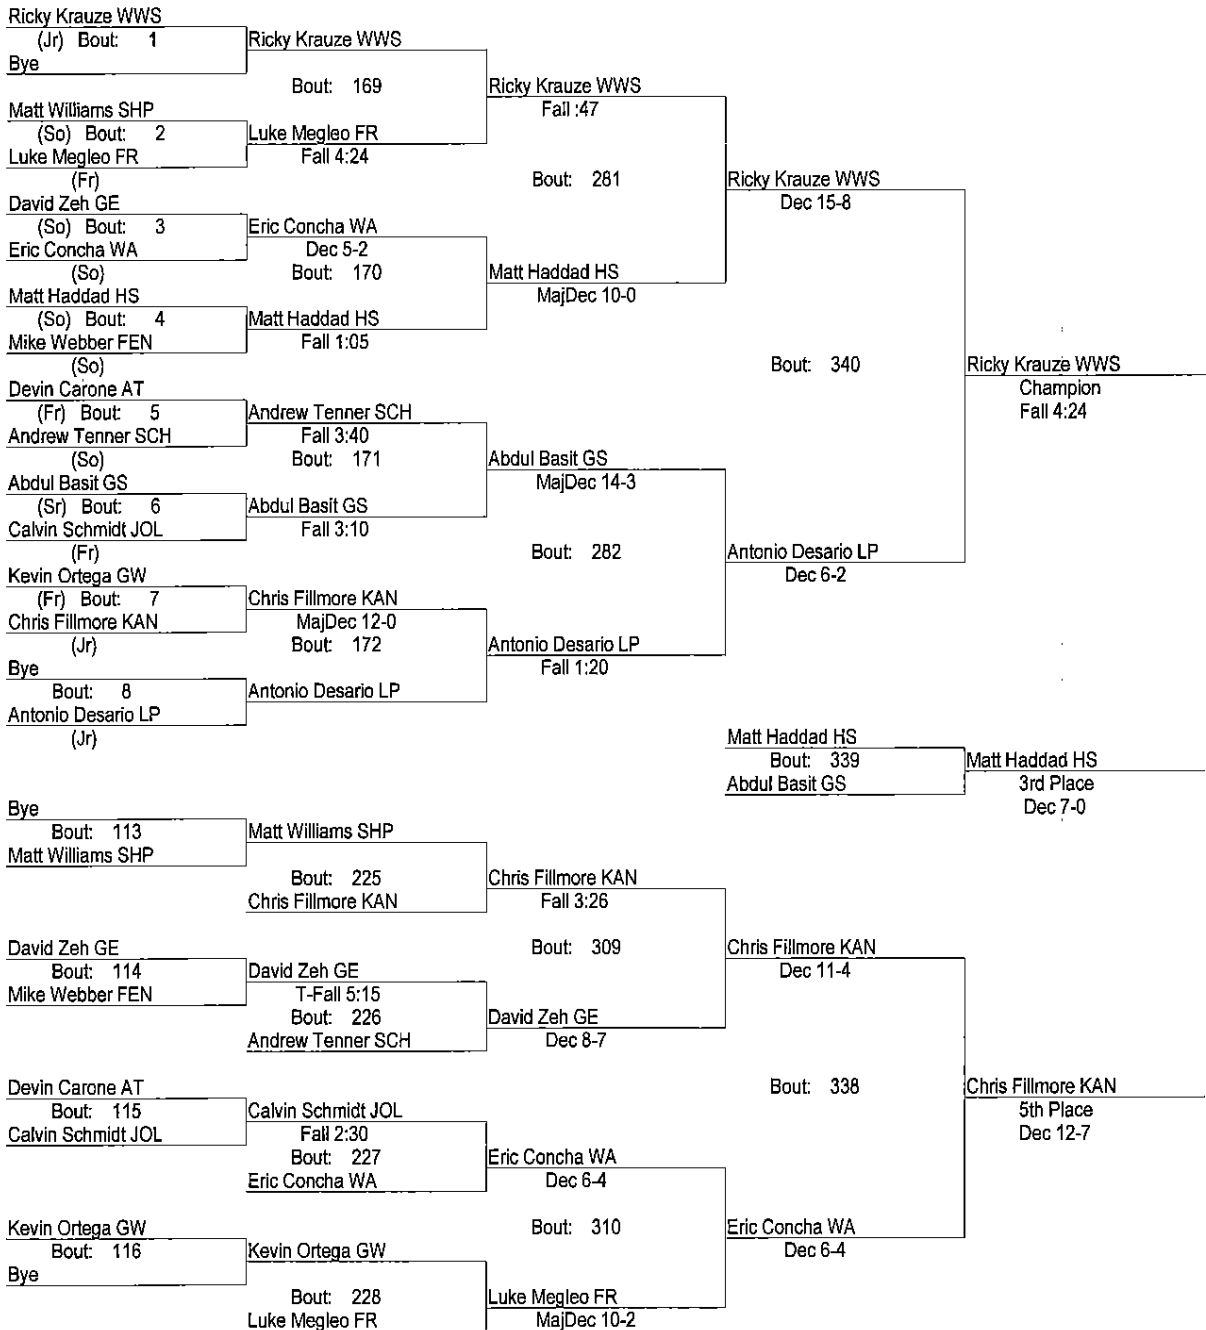 Ricky Krauze WWS
(Jr) Bout: 1
Bye
Ricky Krauze WWS
Bout: 169
Matt Williams SHP
(So) Bout: 2
Luke Megleo FR
(Fr)
Luke Megleo FR
Fall 4:24
Ricky Krauze WWS
Fall :47
Bout: 281
David Zeh GE
(So) Bout: 3
Eric Concha WA
(So)
Eric Concha WA
Dec 5-2
Bout: 170
Matt Haddad HS
(So) Bout: 4
Mike Webber FEN
(So)
Matt Haddad HS
Fall 1:05
Matt Haddad HS
MajDec 10-0
Ricky Krauze WWS
Dec 15-8
Bout: 340
Ricky Krauze WWS
Champion
Fall 4:24
Devin Carone AT
(Fr) Bout: 5
Andrew Tenner SCH
(So)
Andrew Tenner SCH
Fall 3:40
Bout: 171
Abdul Basit GS
(Sr) Bout: 6
Calvin Schmidt JOL
(Fr)
Abdul Basit GS
Fall 3:10
Abdul Basit GS
MajDec 14-3
Bout: 282
Kevin Ortega GW
(Fr) Bout: 7
Chris Fillmore KAN
(Jr)
Chris Fillmore KAN
MajDec 12-0
Bout: 172
Bye
Bout: 8
Antonio Desario LP
(Jr)
Antonio Desario LP
Antonio Desario LP
Fall 1:20
Antonio Desario LP
Dec 6-2
Matt Haddad HS
Bout: 339
Abdul Basit GS
Matt Haddad HS
3rd Place
Dec 7-0
Bye
Bout: 113
Matt Williams SHP
Matt Williams SHP
Bout: 225
Chris Fillmore KAN
Chris Fillmore KAN
Fall 3:26
Bout: 309
David Zeh GE
Bout: 114
Mike Webber FEN
David Zeh GE
T-Fall 5:15
Bout: 226
Andrew Tenner SCH
David Zeh GE
Dec 8-7
Chris Fillmore KAN
Dec 11-4
Bout: 338
Chris Fillmore KAN
5th Place
Dec 12-7
Devin Carone AT
Bout: 115
Calvin Schmidt JOL
Calvin Schmidt JOL
Fall 2:30
Bout: 227
Eric Concha WA
Eric Concha WA
Dec 6-4
Bout: 310
Kevin Ortega GW
Bout: 116
Bye
Kevin Ortega GW
Bout: 228
Luke Megleo FR
Luke Megleo FR
MajDec 10-2
Eric Concha WA
Dec 6-4